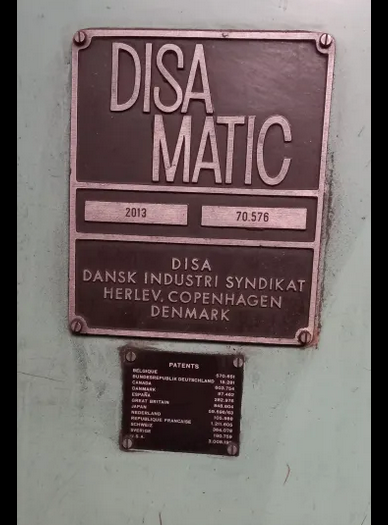 DISA
MATIC
2013 70.576
DISA
DANSK INDUSTRI SYNDIKAT
HERLEV, COPENHAGEN
DENMARK
PATENTS
BELGIQUE
BUNDESREPUBLIK DEUTSCHLAND
CANADA
DANMARK
ESPAÑA
GREAT BRITAIN
JAPAN
NEDERLAND
REPUBLIQUE FRANÇAISE
SCHWEIZ
SVERIGE
U.S.A.